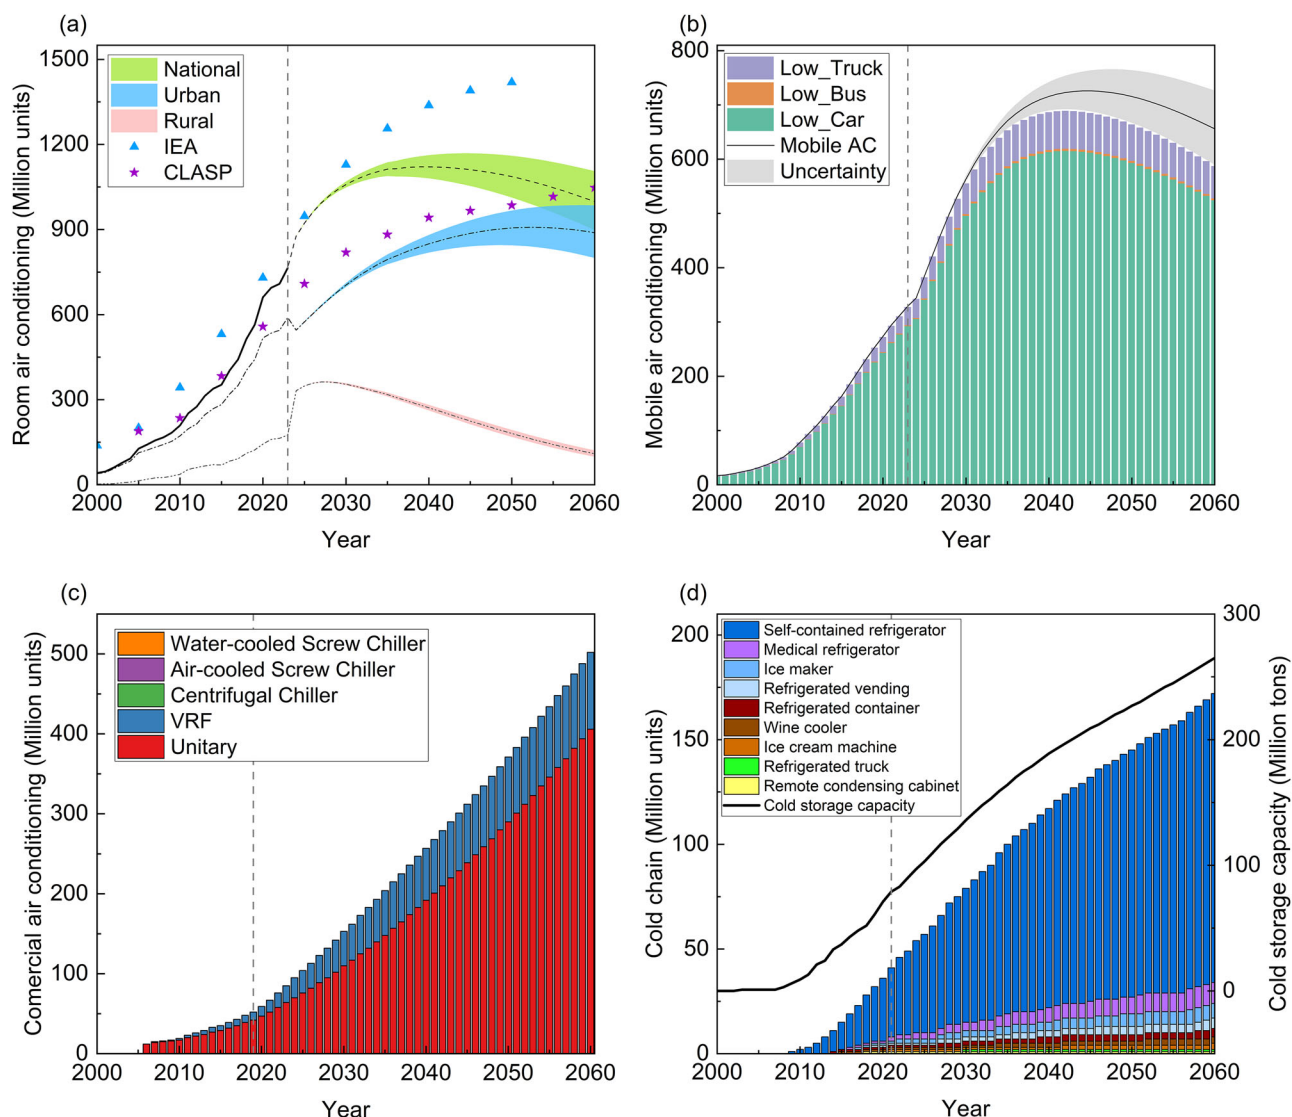 (a)
1500
1200
900
600
300
0
Room air conditioning (Million units)
National
Urban
Rural
IEA
CLASP
2000 2010 2020 2030 2040 2050 2060
Year
(b)
800
600
400
200
0
Mobile air conditioning (Million units)
Low_Truck
Low_Bus
Low_Car
Mobile AC
Uncertainty
2000 2010 2020 2030 2040 2050 2060
Year
(c)
500
400
300
200
100
0
Comercial air conditioning (Million units)
Water-cooled Screw Chiller
Air-cooled Screw Chiller
Centrifugal Chiller
VRF
Unitary
2000 2010 2020 2030 2040 2050 2060
Year
(d)
200
150
100
50
0
Cold chain (Million units)
Self-contained refrigerator
Medical refrigerator
Ice maker
Refrigerated vending
Refrigerated container
Wine cooler
Ice cream machine
Refrigerated truck
Remote condensing cabinet
Cold storage capacity
300
200
100
0
Cold storage capacity (Million tons)
2000 2010 2020 2030 2040 2050 2060
Year